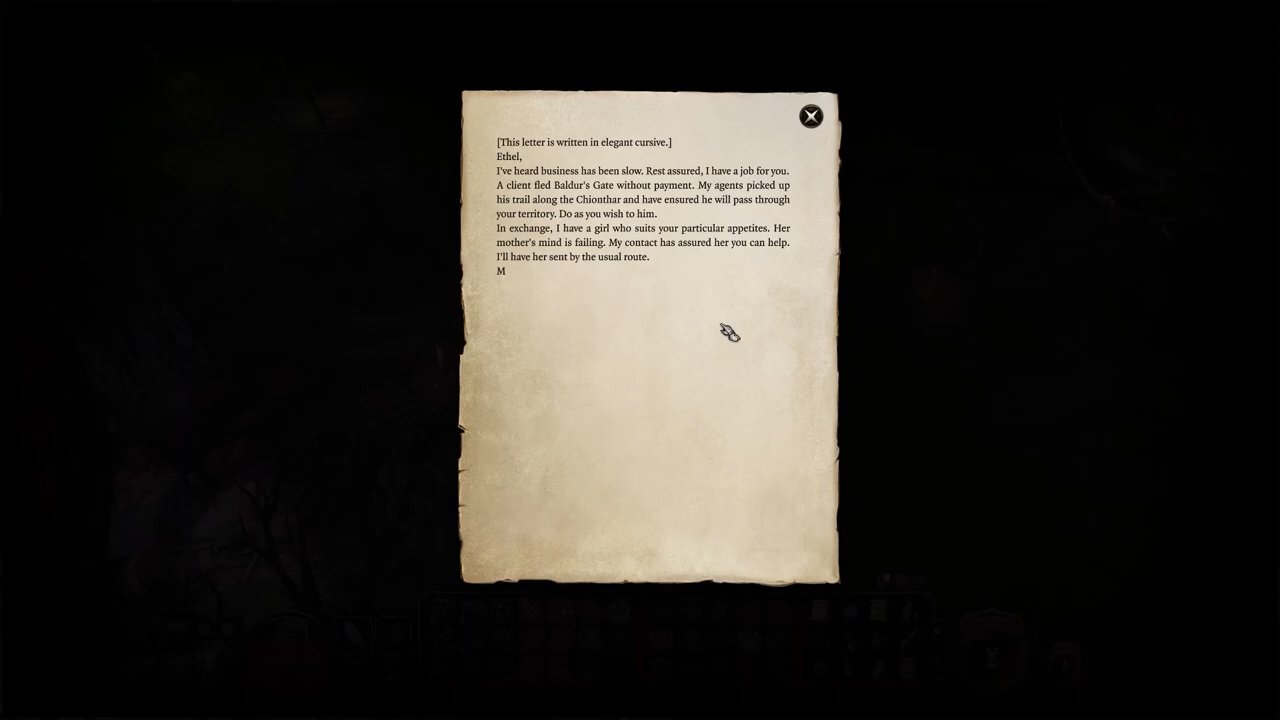 [This letter is written in elegant cursive.]
Ethel,
I've heard business has been slow. Rest assured, I have a job for you.
A client fled Baldur's Gate without payment. My agents picked up
his trail along the Chionthar and have ensured he will pass through
your territory. Do as you wish to him.
In exchange, I have a girl who suits your particular appetites. Her
mother's mind is failing. My contact has assured her you can help.
I'll have her sent by the usual route.
M